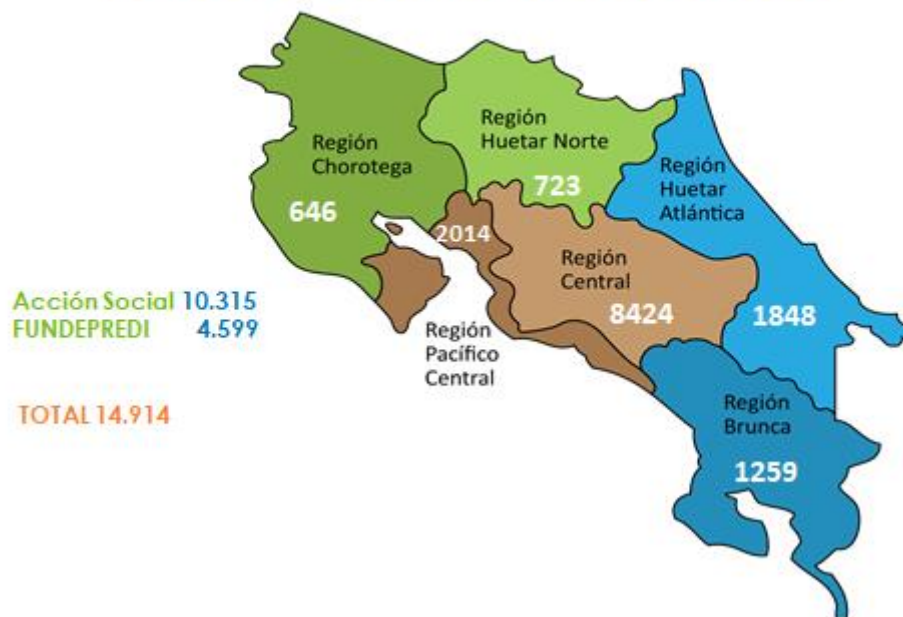 Región
Chorotega
646
Región
Huetar Norte
723
Región
Huetar
Atlántica
1848
2014
Región
Central
8424
Región
Pacífico
Central
Región
Brunca
1259
Acción Social 10.315
FUNDEPREDI 4.599
TOTAL 14.914